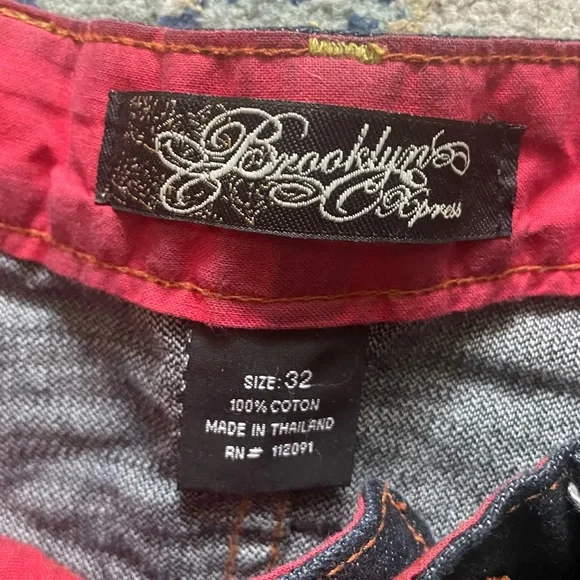 Brooklyn
Xpress
SIZE: 32
100% COTON
MADE IN THAILAND
RN# 112091